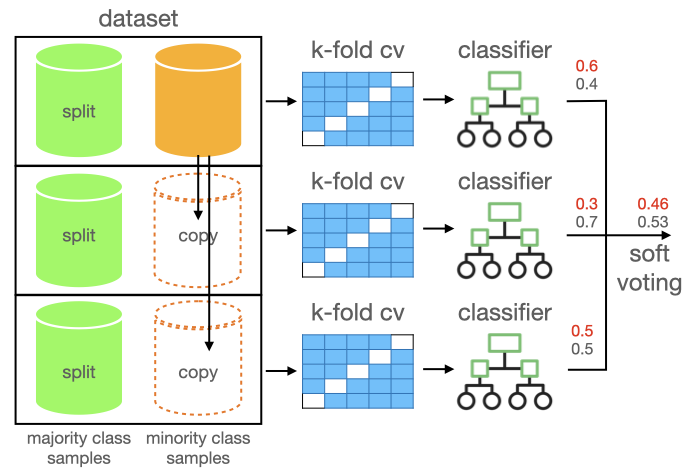 dataset
k-fold cv
classifier
split
0.6
0.4
k-fold cv
classifier
split
copy
0.3
0.7
0.46
0.53
soft
voting
k-fold cv
classifier
split
copy
0.5
0.5
majority class
samples
minority class
samples